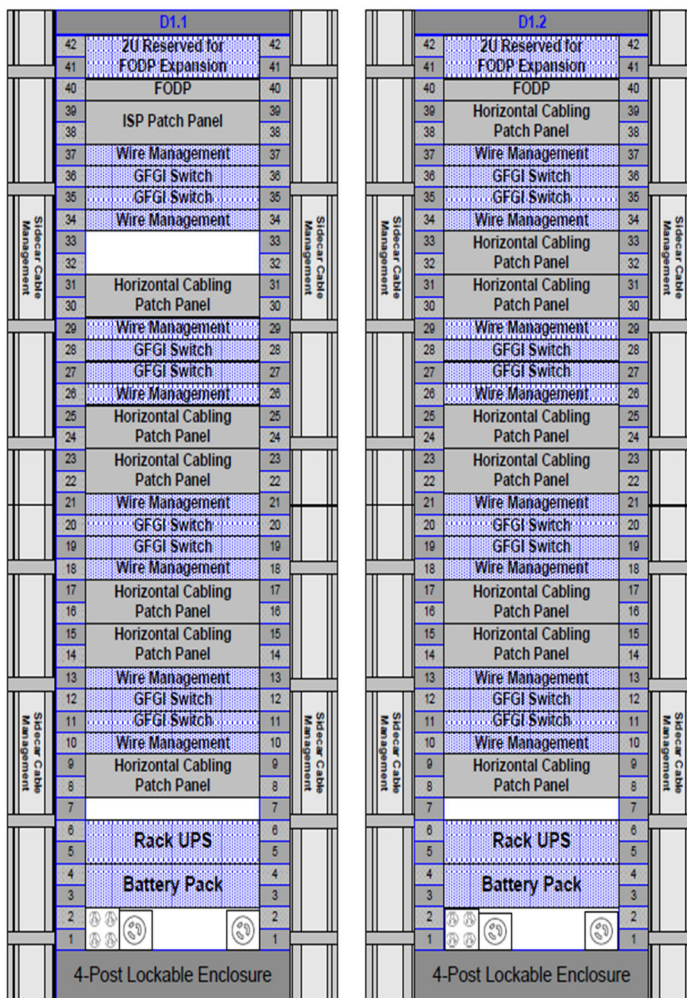 D1.1
42 2U Reserved for 42
41 FODP Expansion 41
40 FODP 40
39 ISP Patch Panel 39
38 38
37 Wire Management 37
36 GFGI Switch 36
35 GFGI Switch 35
34 Wire Management 34
33 33
32 32
31 Horizontal Cabling 31
30 Patch Panel 30
29 Wire Management 29
28 GFGI Switch 28
27 GFGI Switch 27
26 Wire Management 26
25 Horizontal Cabling 25
24 Patch Panel 24
23 Horizontal Cabling 23
22 Patch Panel 22
21 Wire Management 21
20 GFGI Switch 20
19 GFGI Switch 19
18 Wire Management 18
17 Horizontal Cabling 17
16 Patch Panel 16
15 Horizontal Cabling 15
14 Patch Panel 14
13 Wire Management 13
12 GFGI Switch 12
11 GFGI Switch 11
10 Wire Management 10
9 Horizontal Cabling 9
8 Patch Panel 8
7 7
6 Rack UPS 6
5 5
4 Battery Pack 4
3 3
2 2
1 1
4-Post Lockable Enclosure
Sidecar Cable
Management
Sidecar Cable
Management
Sidecar Cable
Management
Sidecar Cable
Management
D1.2
42 2U Reserved for 42
41 FODP Expansion 41
40 FODP 40
39 Horizontal Cabling 39
38 Patch Panel 38
37 Wire Management 37
36 GFGI Switch 36
35 GFGI Switch 35
34 Wire Management 34
33 Horizontal Cabling 33
32 Patch Panel 32
31 Horizontal Cabling 31
30 Patch Panel 30
29 Wire Management 29
28 GFGI Switch 28
27 GFGI Switch 27
26 Wire Management 26
25 Horizontal Cabling 25
24 Patch Panel 24
23 Horizontal Cabling 23
22 Patch Panel 22
21 Wire Management 21
20 GFGI Switch 20
19 GFGI Switch 19
18 Wire Management 18
17 Horizontal Cabling 17
16 Patch Panel 16
15 Horizontal Cabling 15
14 Patch Panel 14
13 Wire Management 13
12 GFGI Switch 12
11 GFGI Switch 11
10 Wire Management 10
9 Horizontal Cabling 9
8 Patch Panel 8
7 7
6 Rack UPS 6
5 5
4 Battery Pack 4
3 3
2 2
1 1
4-Post Lockable Enclosure
Sidecar Cable
Management
Sidecar Cable
Management